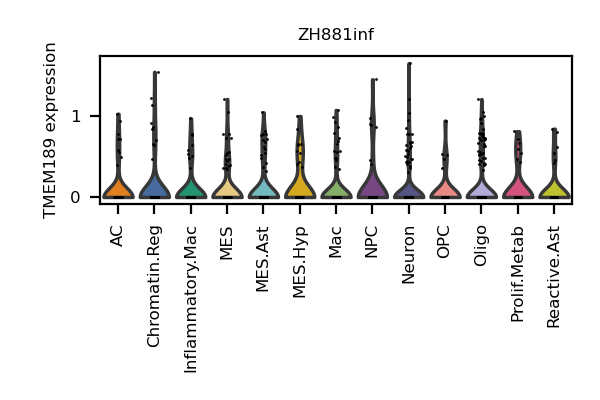 ZH881inf
TMEM189 expression
1
0
AC
Chromatin.Reg
Inflammatory.Mac
MES
MES.Ast
MES.Hyp
Mac
NPC
Neuron
OPC
Oligo
Prolif.Metab
Reactive.Ast